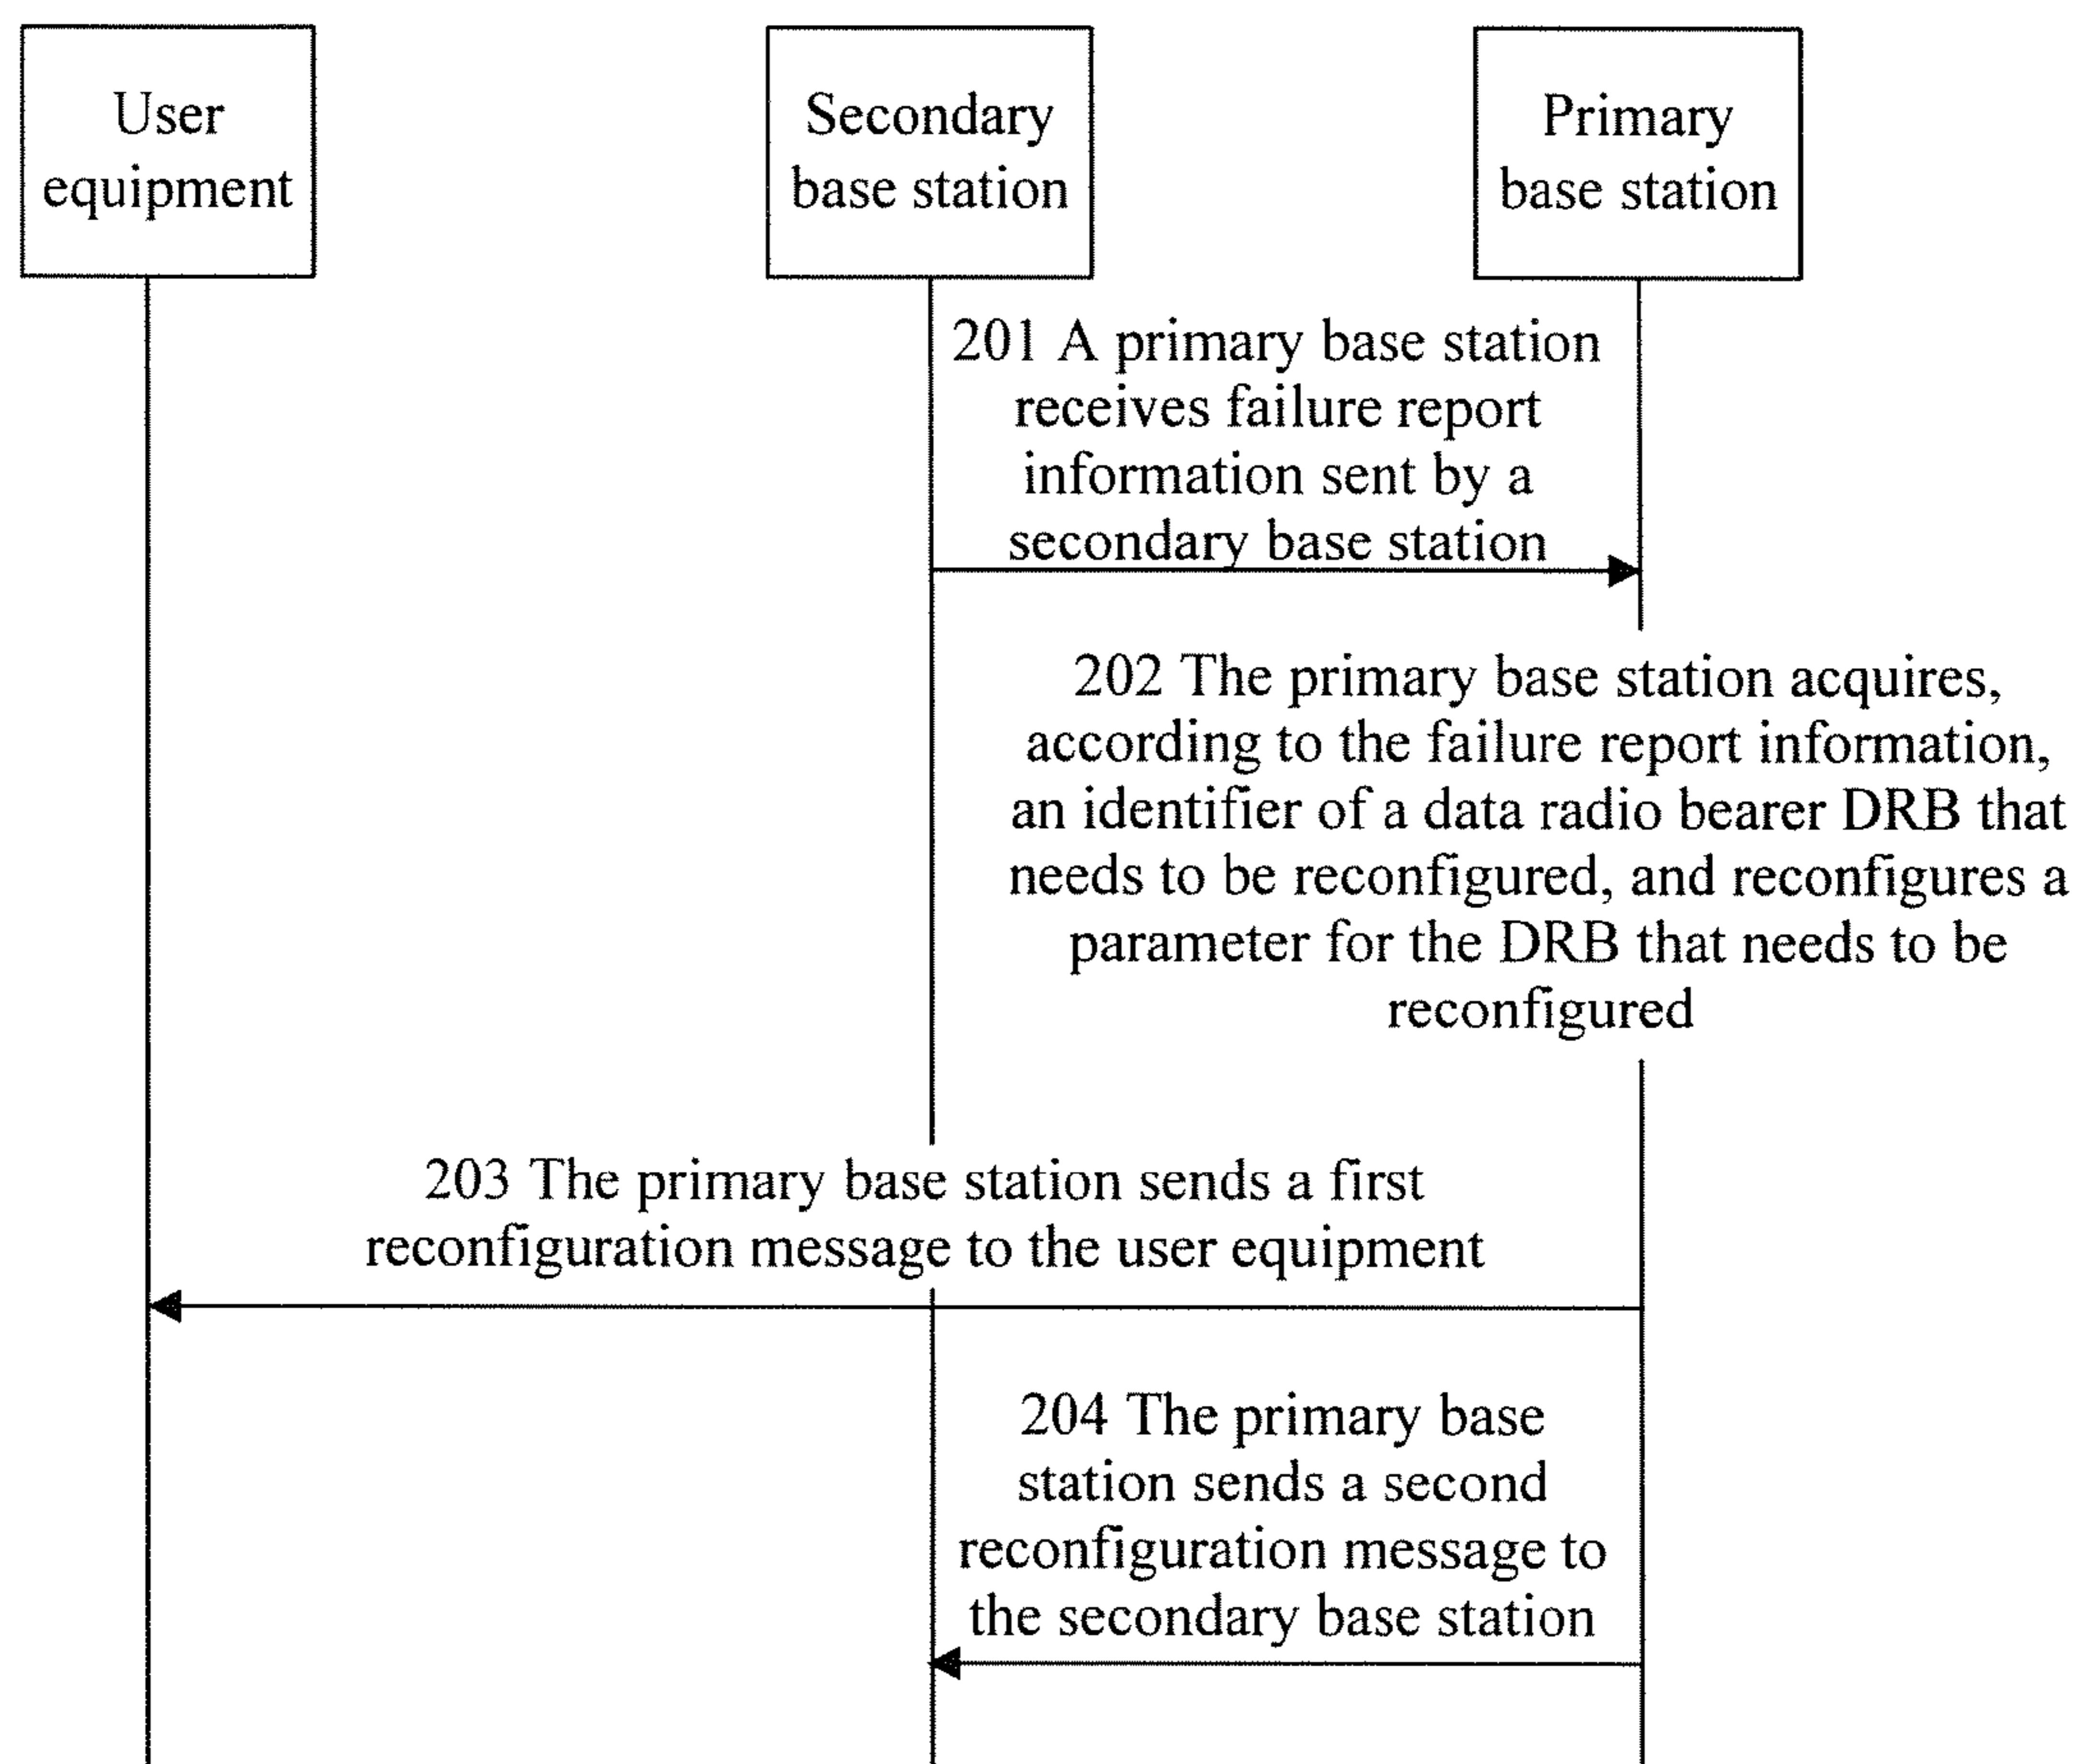 User
equipment
Secondary
base station
Primary
base station
201 A primary base station
receives failure report
information sent by a
secondary base station
202 The primary base station acquires,
according to the failure report information,
an identifier of a data radio bearer DRB that
needs to be reconfigured, and reconfigures a
parameter for the DRB that needs to be
reconfigured
203 The primary base station sends a first
reconfiguration message to the user equipment
204 The primary base
station sends a second
reconfiguration message to
the secondary base station